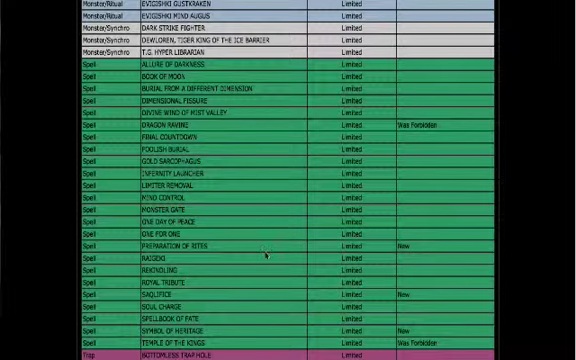 Monster/Ritual EVIGISHKI GUSTKRAKEN Limited
Monster/Ritual EVIGISHKI MIND AUGUS Limited
Monster/Synchro DARK STRIKE FIGHTER Limited
Monster/Synchro DEWLOREN, TIGER KING OF THE ICE BARRIER Limited
Monster/Synchro T.G. HYPER LIBRARIAN Limited
Spell ALLURE OF DARKNESS Limited
Spell BOOK OF MOON Limited
Spell BURIAL FROM A DIFFERENT DIMENSION Limited
Spell DIMENSIONAL FISSURE Limited
Spell DIVINE WIND OF MIST VALLEY Limited
Spell DRAGON RAVINE Limited Was Forbidden
Spell FINAL COUNTDOWN Limited
Spell FOOLISH BURIAL Limited
Spell GOLD SARCOPHAGUS Limited
Spell INFERNITY LAUNCHER Limited
Spell LIMITER REMOVAL Limited
Spell MIND CONTROL Limited
Spell MONSTER GATE Limited
Spell ONE DAY OF PEACE Limited
Spell ONE FOR ONE Limited
Spell PREPARATION OF RITES Limited New
Spell RAIGEKI Limited
Spell REKINDLING Limited
Spell ROYAL TRIBUTE Limited
Spell SAQLIFICE Limited New
Spell SOUL CHARGE Limited
Spell SPELLBOOK OF FATE Limited
Spell SYMBOL OF HERITAGE Limited New
Spell TEMPLE OF THE KINGS Limited Was Forbidden
Trap BOTTOMLESS TRAP HOLE Limited